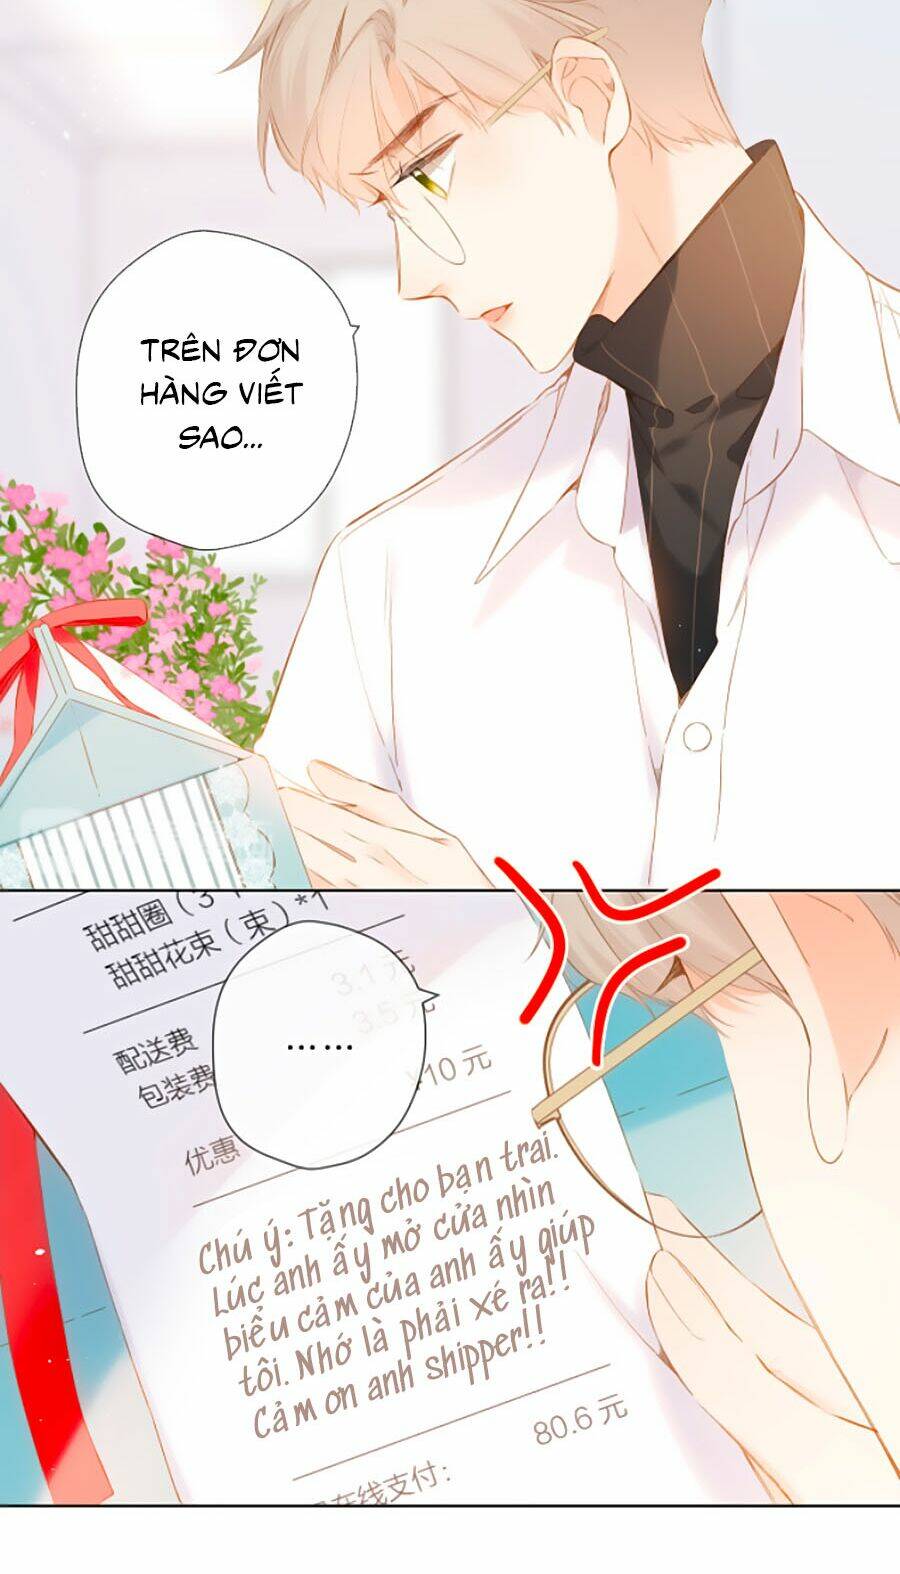 TRÊN ĐƠN
HÀNG VIẾT
SAO...
甜甜圈(3
甜甜花束(束)*1
3.1 元
配送费
3.5 元
包装费
¥10 元
......
优惠
Chú ý: Tặng cho bạn trai.
Lúc anh ấy mở cửa nhìn
biểu cảm của anh ấy giúp
tôi. Nhớ là phải xé ra!!
Cảm ơn anh shipper!!
80.6 元
在线支付: